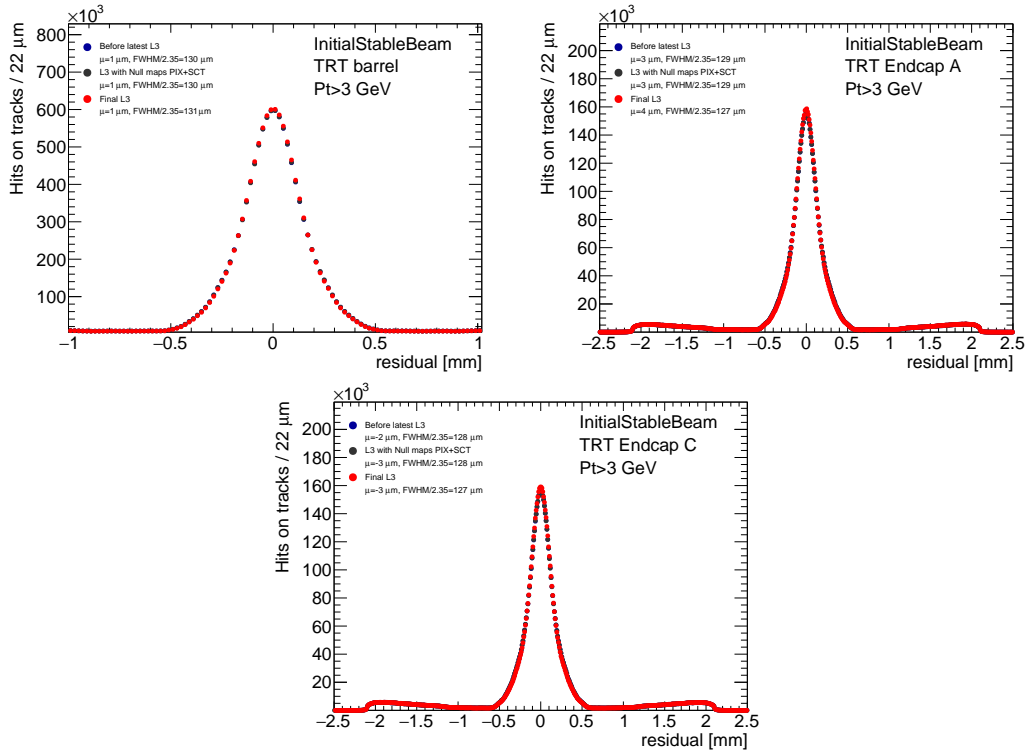 ×10³
Hits on tracks / 22 μm
800
700
600
500
400
300
200
100
Before latest L3
μ=1 μm, FWHM/2.35=130 μm
L3 with Null maps PIX+SCT
μ=1 μm, FWHM/2.35=130 μm
Final L3
μ=1 μm, FWHM/2.35=131 μm
InitialStableBeam
TRT barrel
Pt>3 GeV
−1 −0.5 0 0.5 1
residual [mm]
×10³
Hits on tracks / 22 μm
200
180
160
140
120
100
80
60
40
20
Before latest L3
μ=3 μm, FWHM/2.35=129 μm
L3 with Null maps PIX+SCT
μ=3 μm, FWHM/2.35=129 μm
Final L3
μ=4 μm, FWHM/2.35=127 μm
InitialStableBeam
TRT Endcap A
Pt>3 GeV
−2.5 −2 −1.5 −1 −0.5 0 0.5 1 1.5 2 2.5
residual [mm]
×10³
Hits on tracks / 22 μm
200
180
160
140
120
100
80
60
40
20
Before latest L3
μ=-2 μm, FWHM/2.35=128 μm
L3 with Null maps PIX+SCT
μ=-3 μm, FWHM/2.35=128 μm
Final L3
μ=-3 μm, FWHM/2.35=127 μm
InitialStableBeam
TRT Endcap C
Pt>3 GeV
−2.5 −2 −1.5 −1 −0.5 0 0.5 1 1.5 2 2.5
residual [mm]